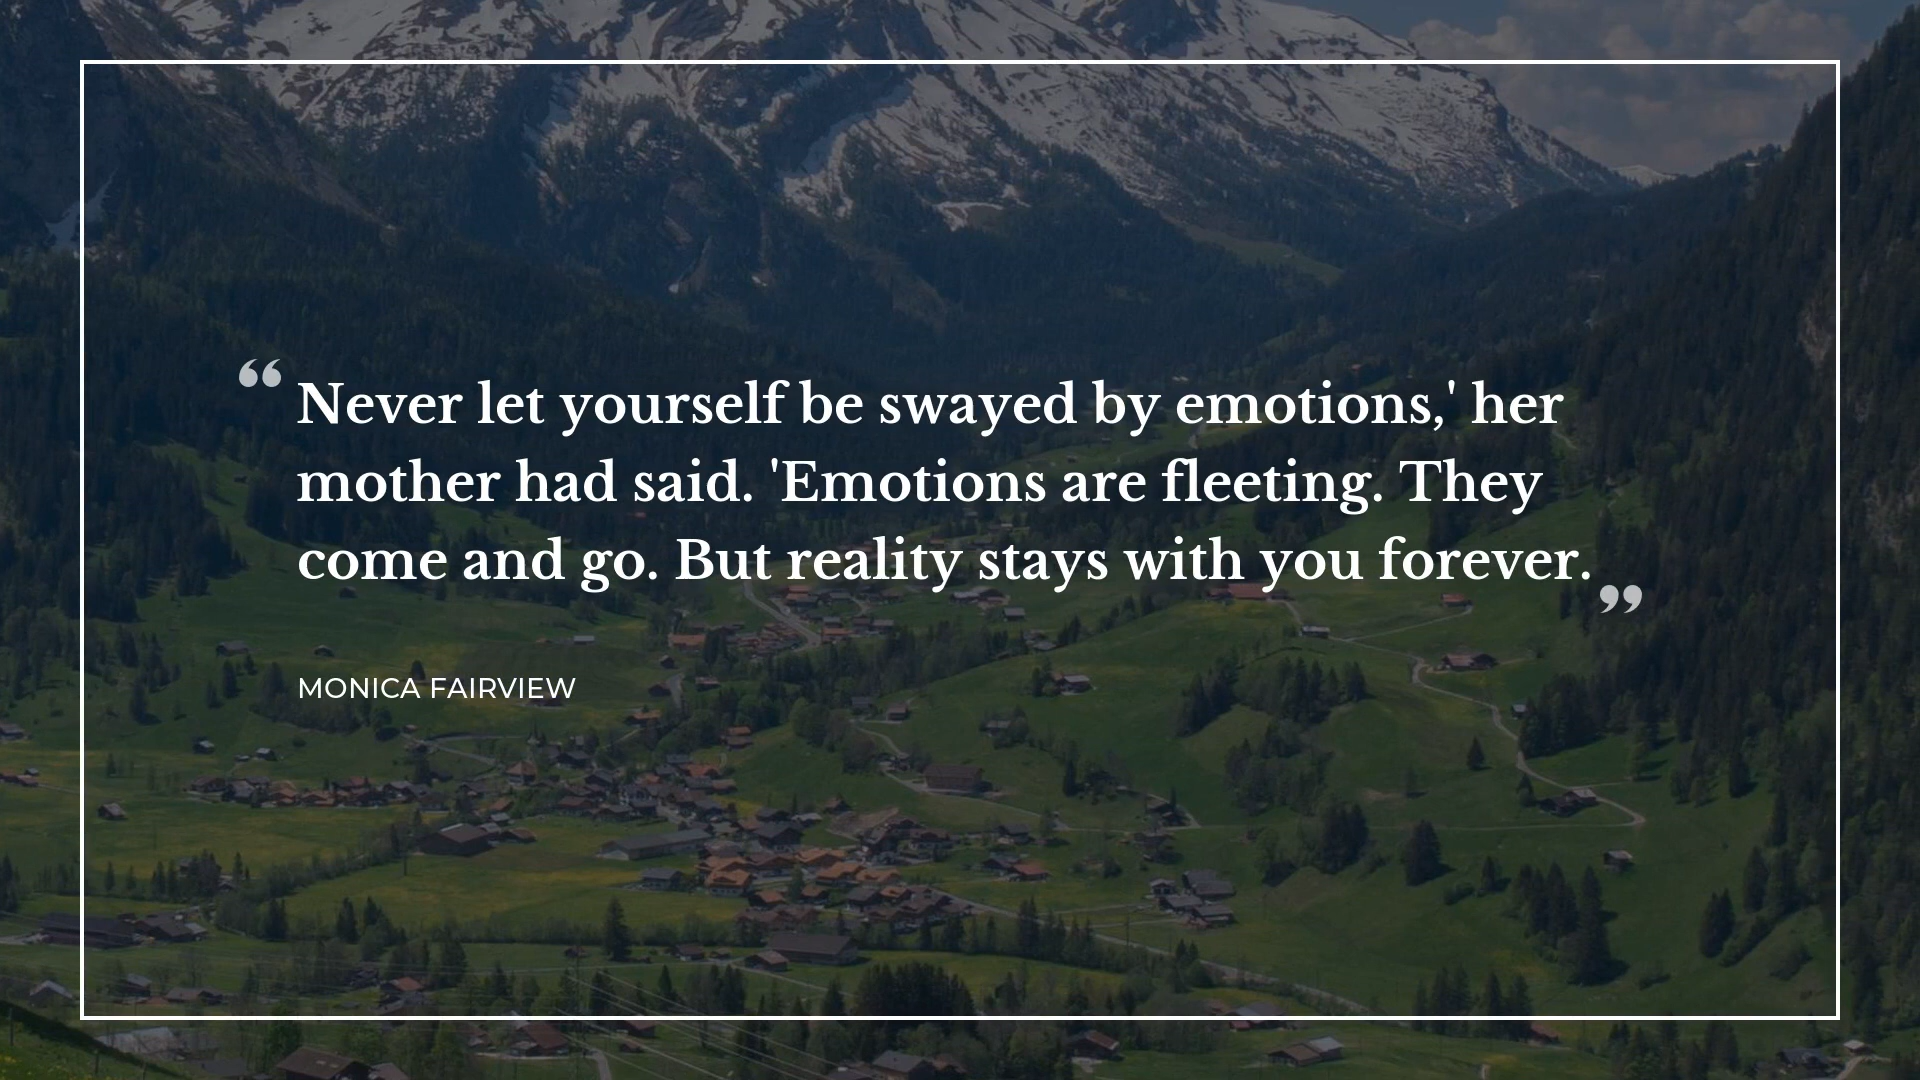 “Never let yourself be swayed by emotions,' her
mother had said. 'Emotions are fleeting. They
come and go. But reality stays with you forever.”
MONICA FAIRVIEW